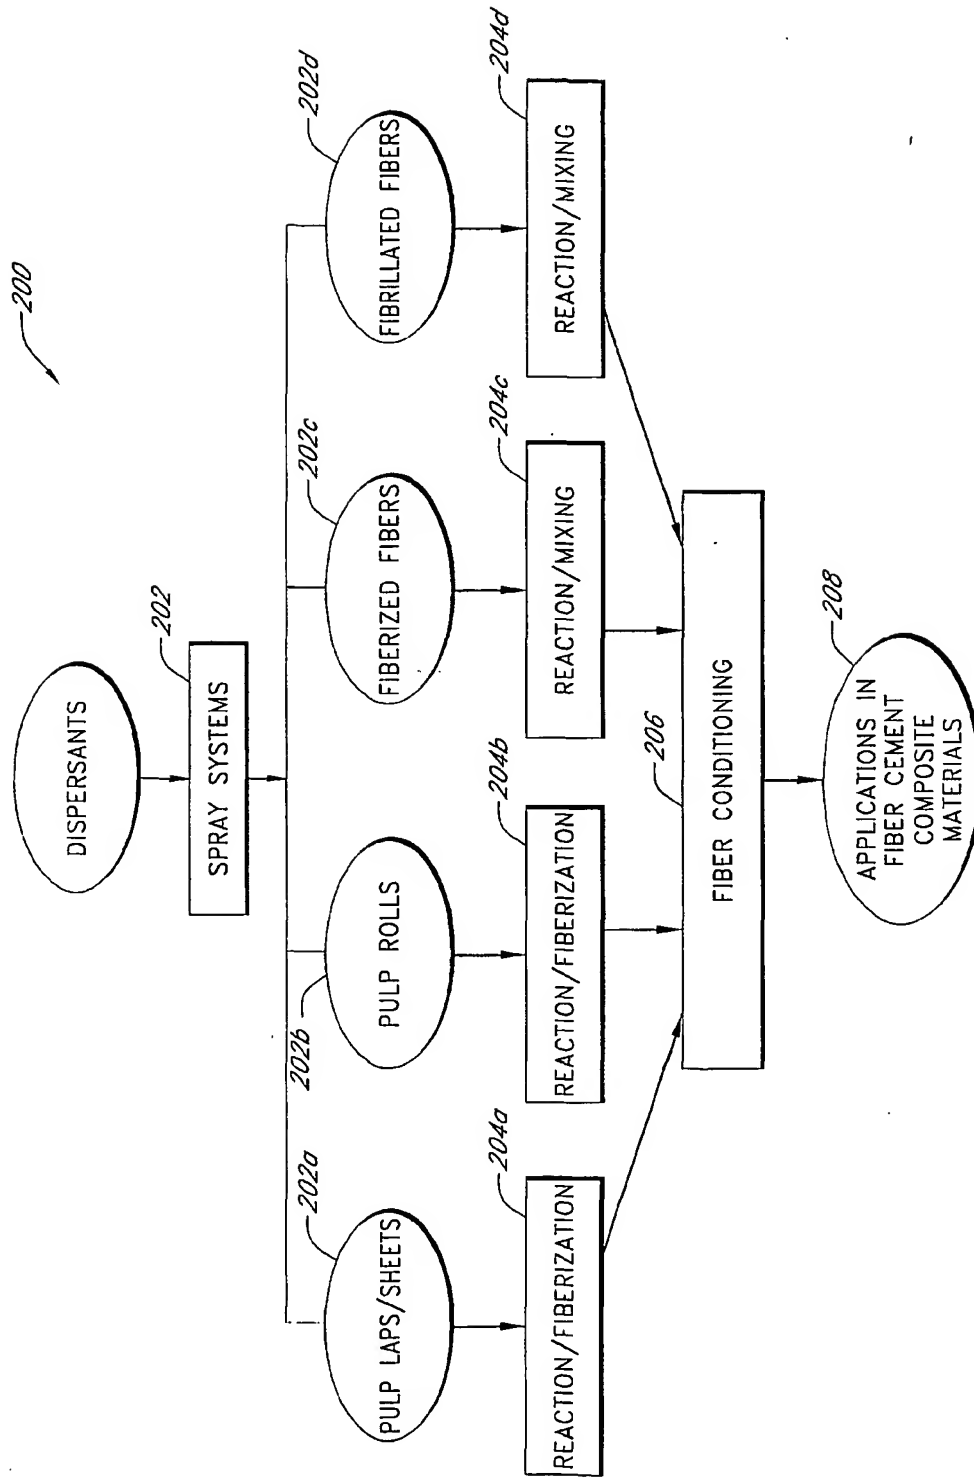 200
DISPERSANTS
202
SPRAY SYSTEMS
202a
PULP LAPS/SHEETS
202b
PULP ROLLS
202c
FIBERIZED FIBERS
202d
FIBRILLATED FIBERS
204a
REACTION/FIBERIZATION
204b
REACTION/FIBERIZATION
204c
REACTION/MIXING
204d
REACTION/MIXING
206
FIBER CONDITIONING
208
APPLICATIONS IN
FIBER CEMENT
COMPOSITE
MATERIALS